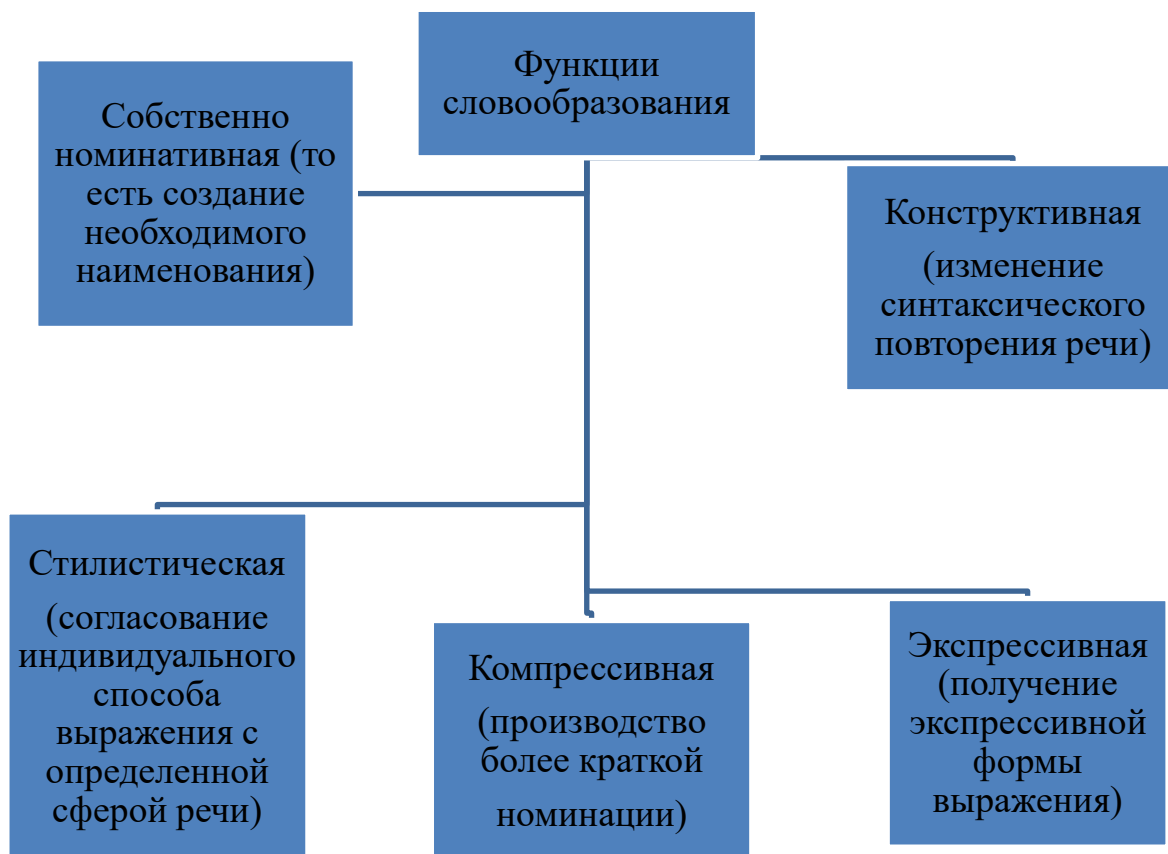 Функции
словообразования
Собственно
номинативная (то
есть создание
необходимого
наименования)
Конструктивная
(изменение
синтаксического
повторения речи)
Стилистическая
(согласование
индивидуального
способа
выражения с
определенной
сферой речи)
Компрессивная
(производство
более краткой
номинации)
Экспрессивная
(получение
экспрессивной
формы
выражения)